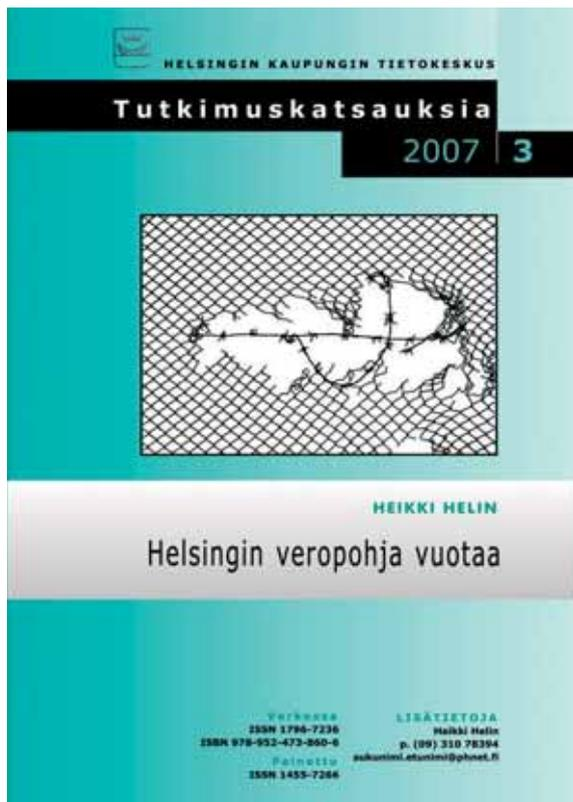 HELSINGIN KAUPUNGIN TIETOKESKUS
Tutkimuskatsauksia
2007 3
HEIKKI HELIN
Helsingin veropohja vuotaa
Verkossa
ISSN 1796-7236
ISBN 978-952-473-860-6
Painettu
ISSN 1455-7266
LISÄTIETOJA
Heikki Helin
p. (09) 310 78394
sukunimi.etunimi@phnet.fi